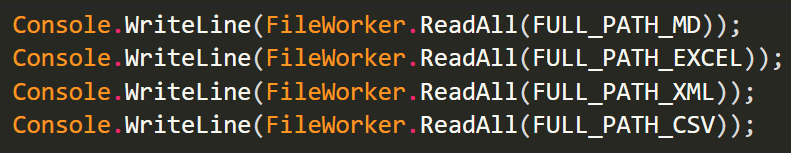 Console.WriteLine(FileWorker.ReadAll(FULL_PATH_MD));
Console.WriteLine(FileWorker.ReadAll(FULL_PATH_EXCEL));
Console.WriteLine(FileWorker.ReadAll(FULL_PATH_XML));
Console.WriteLine(FileWorker.ReadAll(FULL_PATH_CSV));